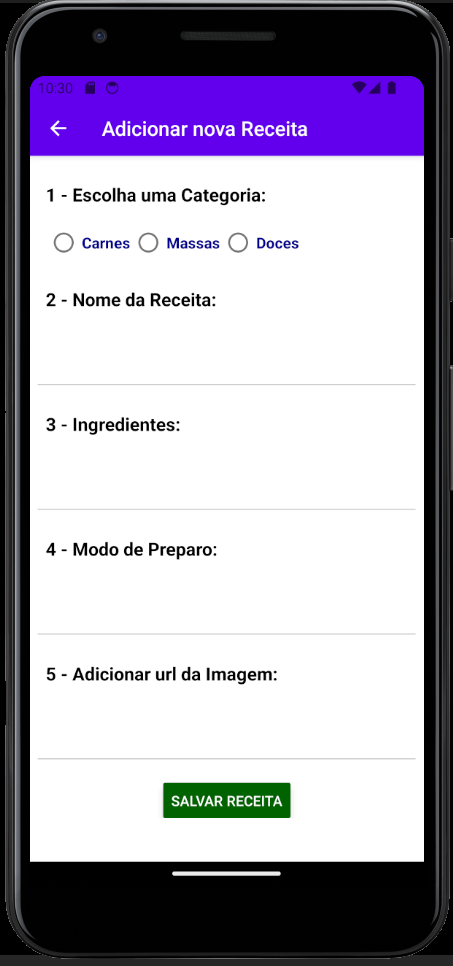 10:30
Adicionar nova Receita
1 - Escolha uma Categoria:
Carnes Massas Doces
2 - Nome da Receita:
3 - Ingredientes:
4 - Modo de Preparo:
5 - Adicionar url da Imagem:
SALVAR RECEITA